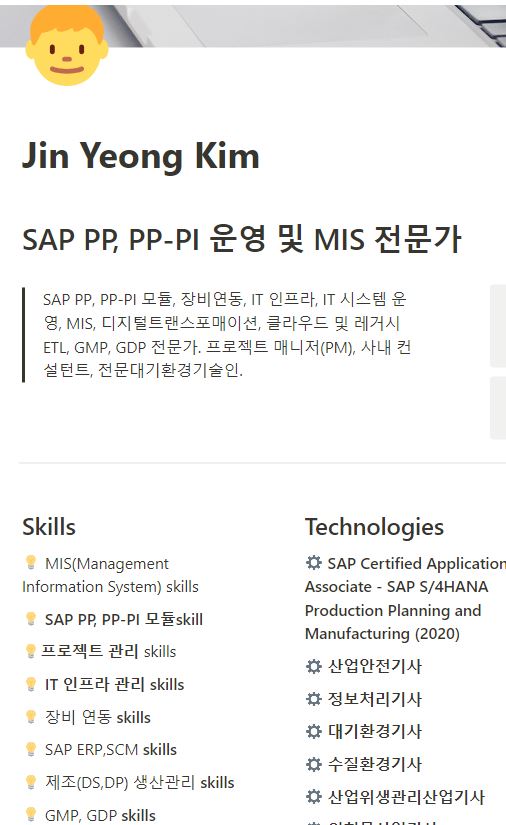 Jin Yeong Kim
SAP PP, PP-PI 운영 및 MIS 전문가
SAP PP, PP-PI 모듈, 장비연동, IT 인프라, IT 시스템 운
영, MIS, 디지털트랜스포매이션, 클라우드 및 레거시
ETL, GMP, GDP 전문가. 프로젝트 매니저(PM), 사내 컨
설턴트, 전문대기환경기술인.
Skills
MIS(Management
Information System) skills
SAP PP, PP-PI 모듈skill
프로젝트 관리 skills
IT 인프라 관리 skills
장비 연동 skills
SAP ERP,SCM skills
제조(DS,DP) 생산관리 skills
GMP, GDP skills
Technologies
SAP Certified Application
Associate - SAP S/4HANA
Production Planning and
Manufacturing (2020)
산업안전기사
정보처리기사
대기환경기사
수질환경기사
산업위생관리산업기사